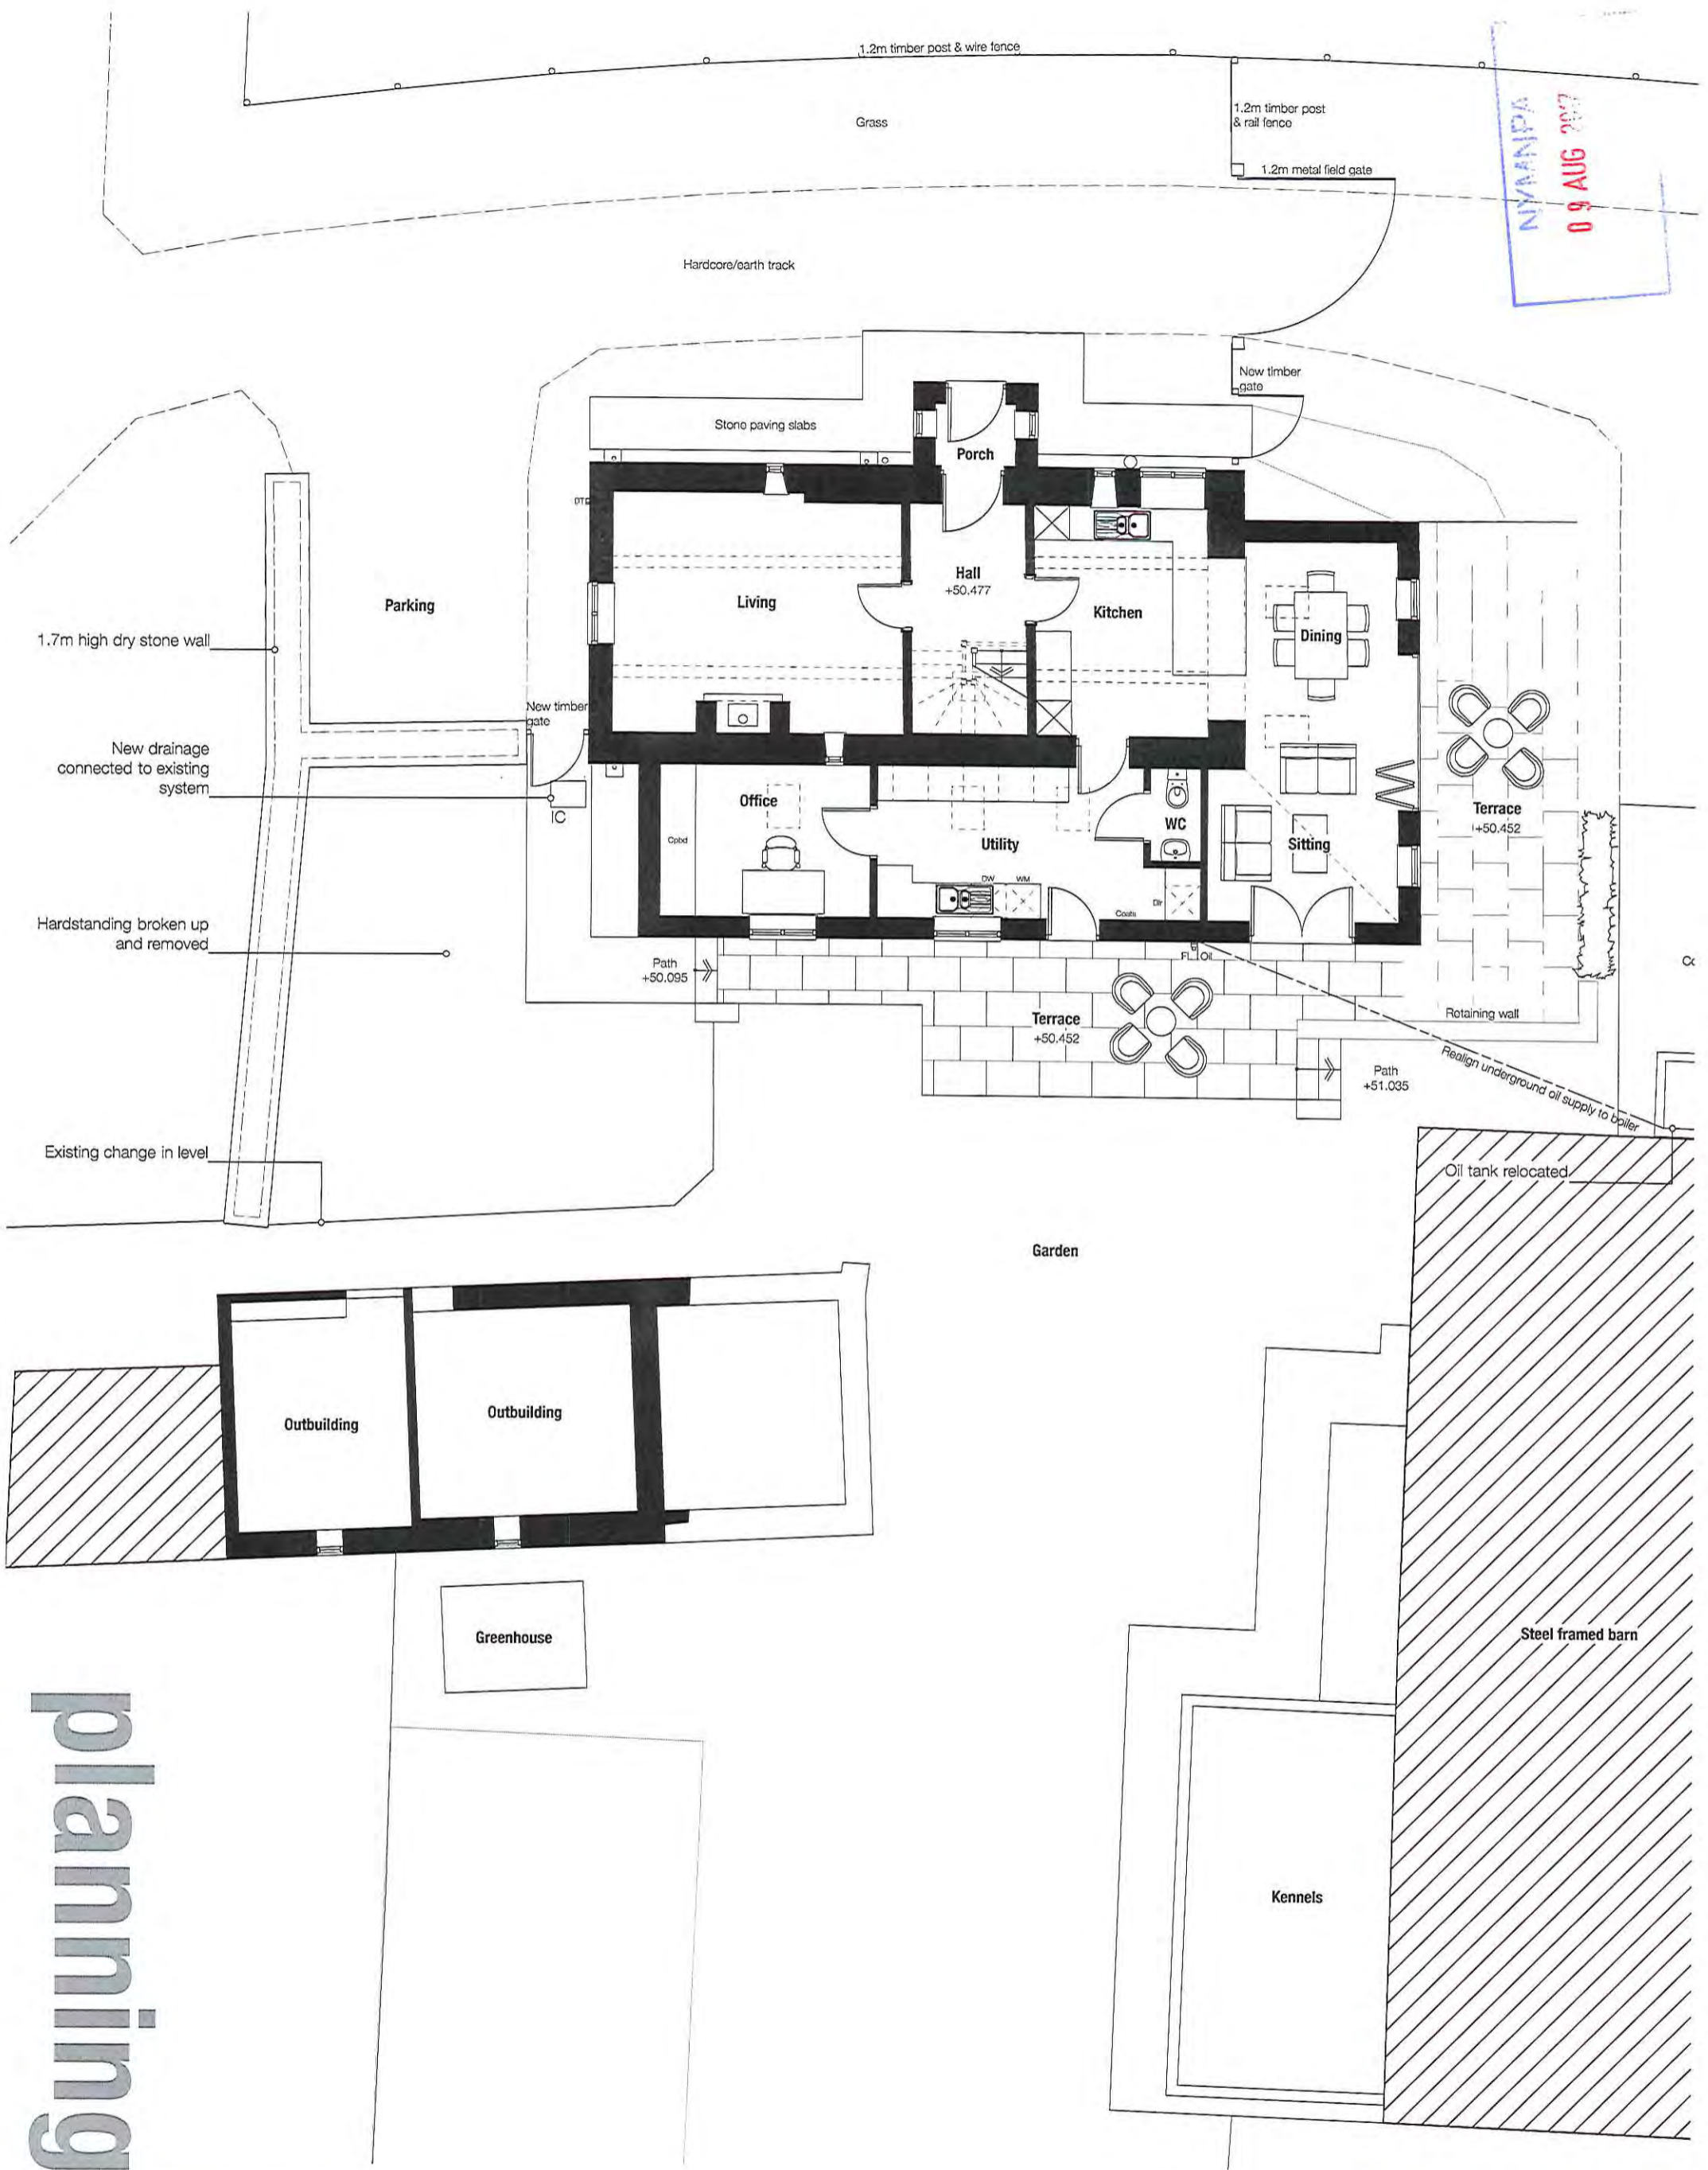 1.2m timber post & wire fence
1.2m timber post
& rail fence
Grass
1.2m metal field gate
NYMNPA
09 AUG 2017
Hardcore/earth track
New timber
gate
Stone paving slabs
Porch
DT
Hall
+50.477
Living
Kitchen
Parking
Dining
1.7m high dry stone wall
New timber
gate
New drainage
connected to existing
system
IC
Office
Cpbd
Utility
WC
Sitting
Terrace
+50.452
DW
WM
Dlr
Coats
Hardstanding broken up
and removed
Path
+50.095
FL
Oil
Terrace
+50.452
Retaining wall
Path
+51.035
Realign underground oil supply to boiler
Existing change in level
Oil tank relocated
Garden
Outbuilding
Outbuilding
Greenhouse
Steel framed barn
Kennels
planning